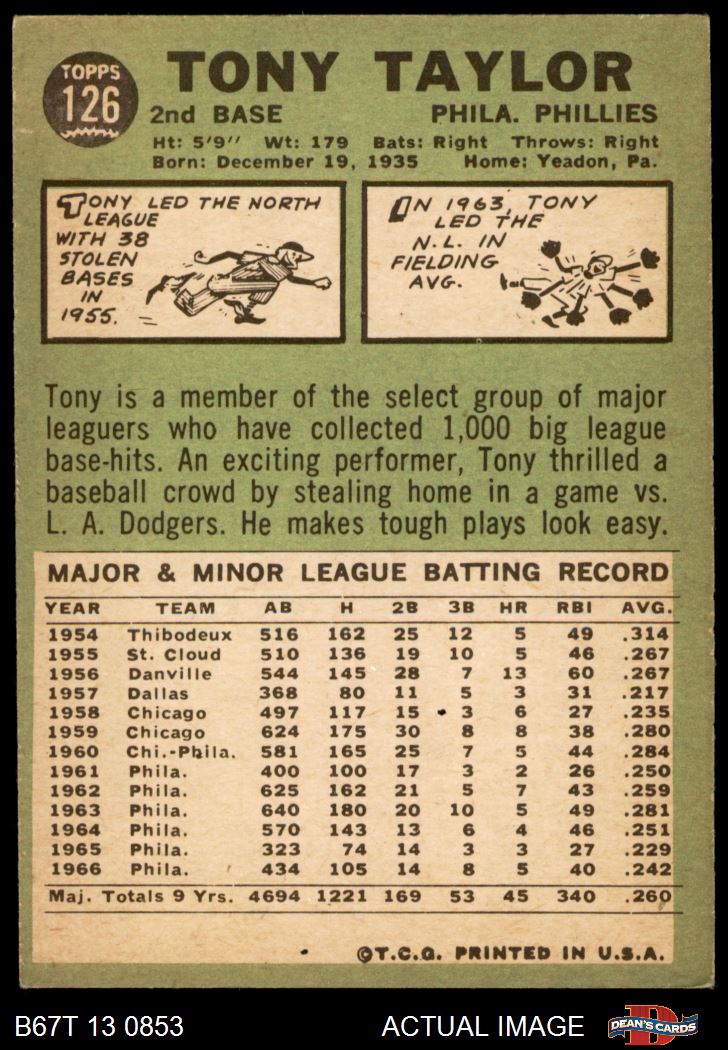 TOPPS
126
TONY TAYLOR
2nd BASE PHILA. PHILLIES
Ht: 5'9" Wt: 179 Bats: Right Throws: Right
Born: December 19, 1935 Home: Yeadon, Pa.
TONY LED THE NORTH
LEAGUE
WITH 38
STOLEN
BASES
IN
1955.
IN 1963, TONY
LED THE
N.L. IN
FIELDING
AVG.
Tony is a member of the select group of major
leaguers who have collected 1,000 big league
base-hits. An exciting performer, Tony thrilled a
baseball crowd by stealing home in a game vs.
L. A. Dodgers. He makes tough plays look easy.
MAJOR & MINOR LEAGUE BATTING RECORD
YEAR TEAM AB H 2B 3B HR RBI AVG.
1954 Thibodeux 516 162 25 12 5 49 .314
1955 St. Cloud 510 136 19 10 5 46 .267
1956 Danville 544 145 28 7 13 60 .267
1957 Dallas 368 80 11 5 3 31 .217
1958 Chicago 497 117 15 3 6 27 .235
1959 Chicago 624 175 30 8 8 38 .280
1960 Chi.-Phila. 581 165 25 7 5 44 .284
1961 Phila. 400 100 17 3 2 26 .250
1962 Phila. 625 162 21 5 7 43 .259
1963 Phila. 640 180 20 10 5 49 .281
1964 Phila. 570 143 13 6 4 46 .251
1965 Phila. 323 74 14 3 3 27 .229
1966 Phila. 434 105 14 8 5 40 .242
Maj. Totals 9 Yrs. 4694 1221 169 53 45 340 .260
©T.C.G. PRINTED IN U.S.A.
B67T 13 0853 ACTUAL IMAGE
D
DEAN'S CARDS